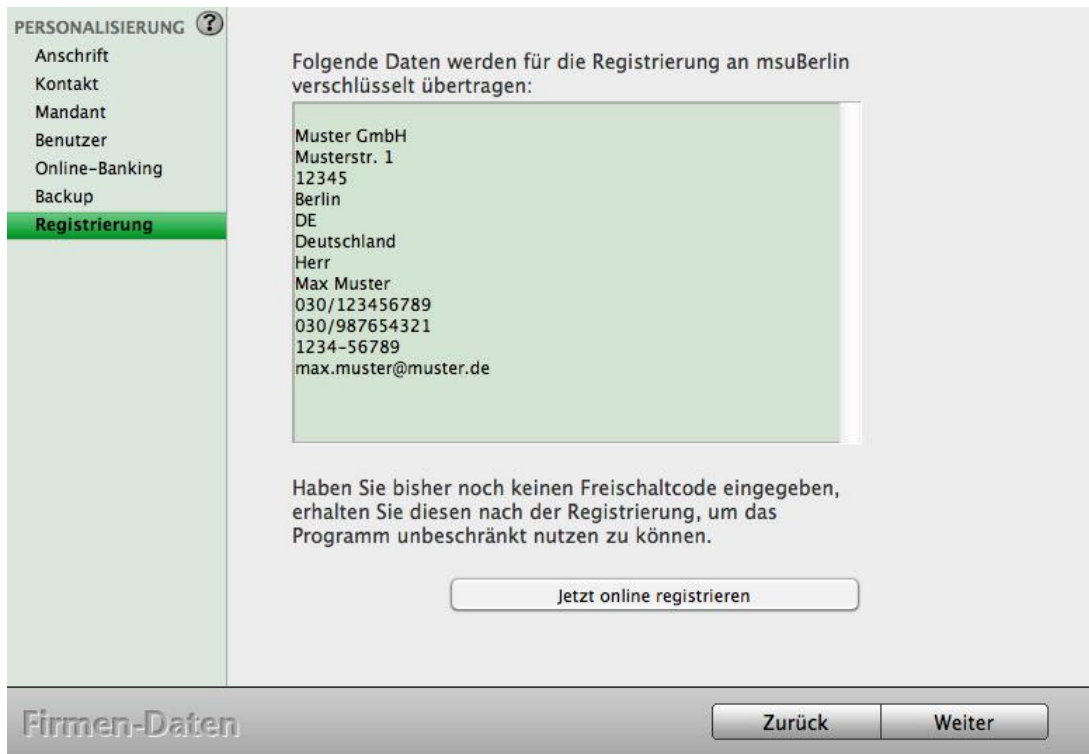 PERSONALISIERUNG ?
Anschrift
Kontakt
Mandant
Benutzer
Online-Banking
Backup
Registrierung
Folgende Daten werden für die Registrierung an msuBerlin
verschlüsselt übertragen:
Muster GmbH
Musterstr. 1
12345
Berlin
DE
Deutschland
Herr
Max Muster
030/123456789
030/987654321
1234-56789
max.muster@muster.de
Haben Sie bisher noch keinen Freischaltcode eingegeben,
erhalten Sie diesen nach der Registrierung, um das
Programm unbeschränkt nutzen zu können.
Jetzt online registrieren
Firmen-Daten
Zurück
Weiter